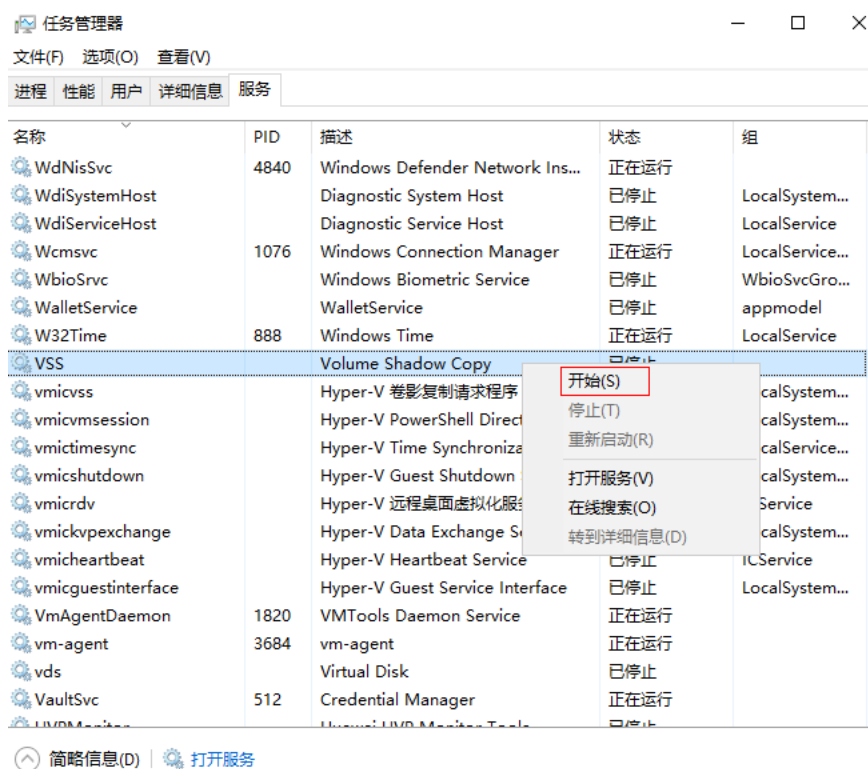 任务管理器
文件(F) 选项(O) 查看(V)
进程 性能 用户 详细信息 服务
名称 PID 描述 状态 组
WdNisSvc 4840 Windows Defender Network Ins... 正在运行
WdiSystemHost Diagnostic System Host 已停止 LocalSystem...
WdiServiceHost Diagnostic Service Host 已停止 LocalService
Wcmsvc 1076 Windows Connection Manager 正在运行 LocalService...
WbioSrvc Windows Biometric Service 已停止 WbioSvcGro...
WalletService WalletService 已停止 appmodel
W32Time 888 Windows Time 正在运行 LocalService
VSS Volume Shadow Copy 已停止
开始(S)
停止(T)
重新启动(R)
打开服务(V)
在线搜索(O)
转到详细信息(D)
vmicvss Hyper-V 卷影复制请求程序 calSystem...
vmicvmsession Hyper-V PowerShell Direct calSystem...
vmictimesync Hyper-V Time Synchroniza calService...
vmicshutdown Hyper-V Guest Shutdown calSystem...
vmicrdv Hyper-V 远程桌面虚拟化服 Service
vmickvpexchange Hyper-V Data Exchange S calSystem...
vmicheartbeat Hyper-V Heartbeat Service 已停止 ICService
vmicguestinterface Hyper-V Guest Service Interface 已停止 LocalSystem...
VmAgentDaemon 1820 VMTools Daemon Service 正在运行
vm-agent 3684 vm-agent 正在运行
vds Virtual Disk 已停止
VaultSvc 512 Credential Manager 正在运行
简略信息(D) 打开服务